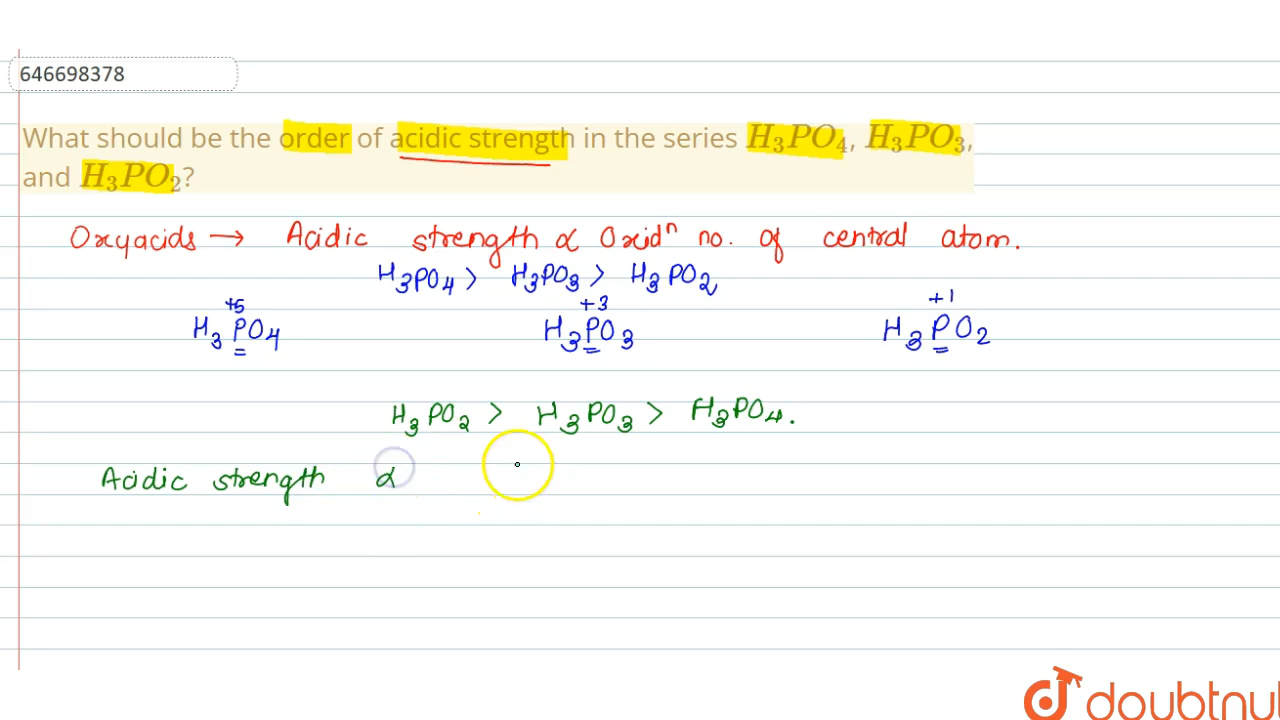 646698378
What should be the order of acidic strength in the series H₃PO₄, H₃PO₃,
and H₃PO₂?
Oxyacids → Acidic strength ∝ Oxidⁿ no. of central atom.
H₃PO₄ > H₃PO₃ > H₃PO₂
+5 +3 +1
H₃PO₄ H₃PO₃ H₃PO₂
H₃PO₂ > H₃PO₃ > H₃PO₄.
Acidic strength ∝
doubtnu